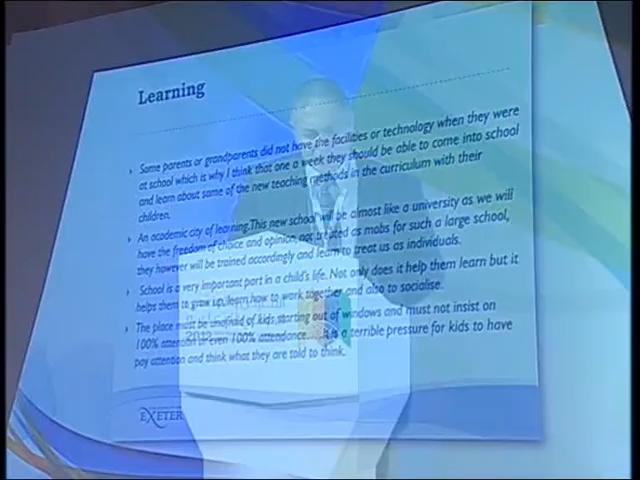 Learning
Some parents or grandparents did not have the facilities or technology when they were
at school which is why I think that one a week they should be able to come into school
and learn about some of the new teaching methods in the curriculum with their
children.
An academic city of learning. This new school will be almost like a university as we will
have the freedom of choice and opinion, not treated as mobs for such a large school,
they however will be trained accordingly and learn to treat us as individuals.
School is a very important part in a child's life. Not only does it help them learn but it
helps them to grow up, learn how to work together and also to socialise.
The place must be unafraid of kids, starting out of windows and must not insist on
100% attention or even 100% attendance..... It is a terrible pressure for kids to have
pay attention and think what they are told to think.
EXETER